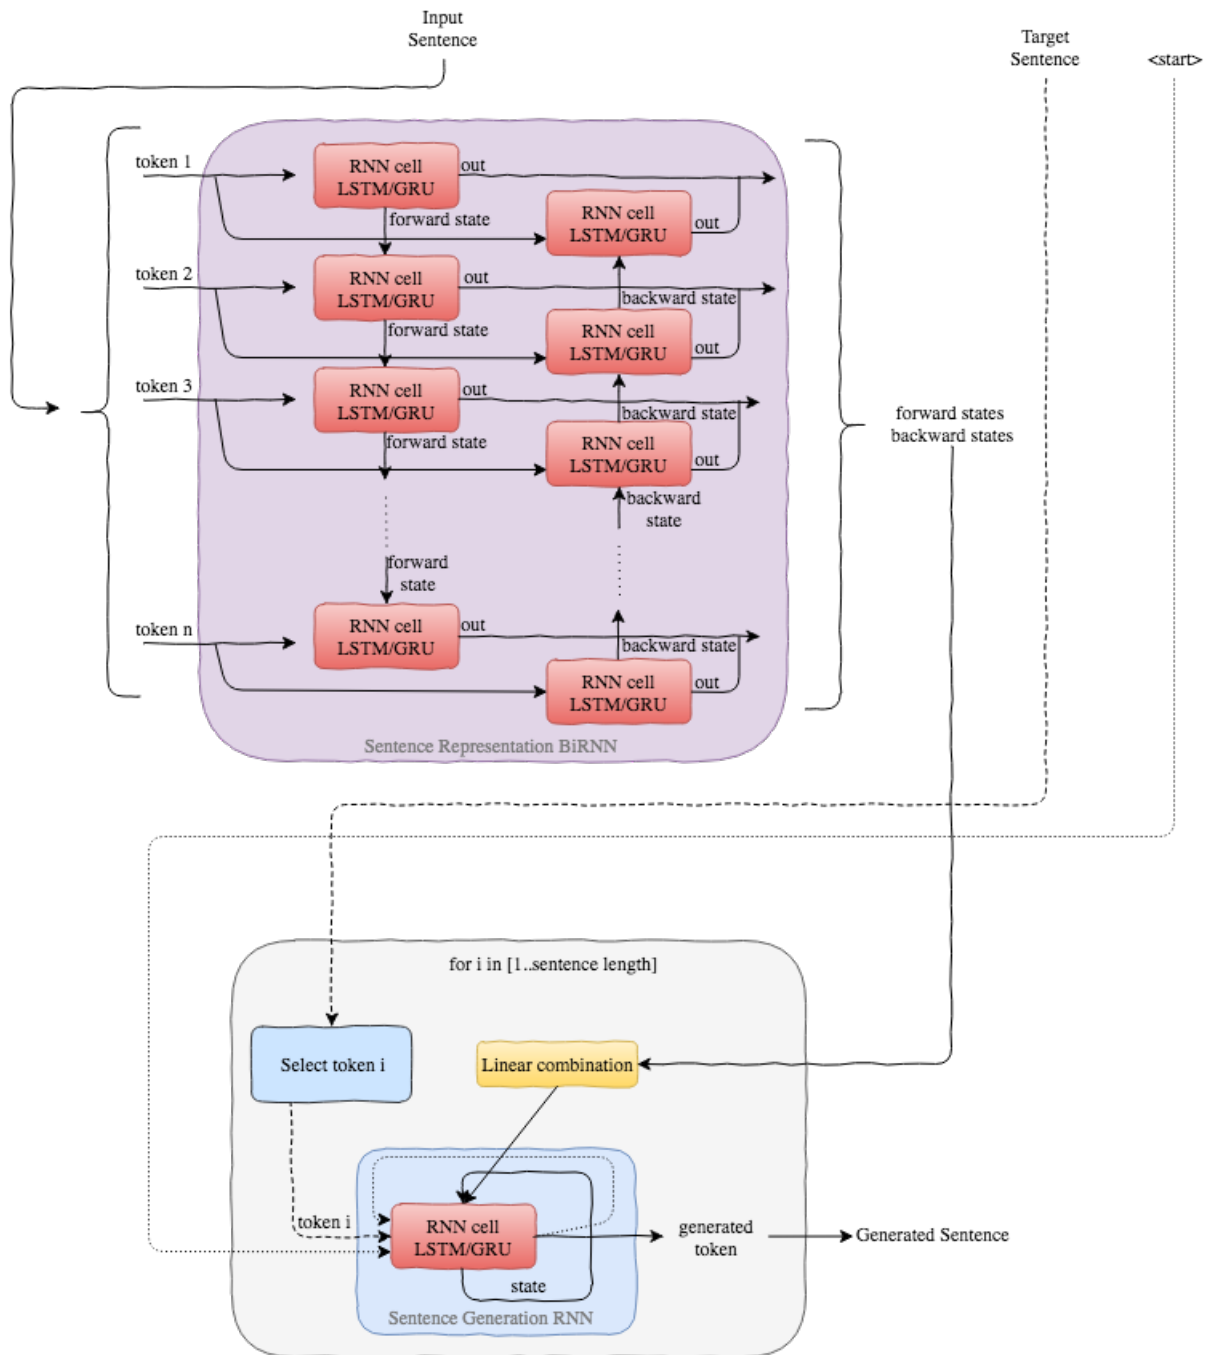 Input
Sentence
Target
Sentence
<start>
token 1
RNN cell
LSTM/GRU
out
forward state
RNN cell
LSTM/GRU
out
token 2
RNN cell
LSTM/GRU
out
backward state
forward state
RNN cell
LSTM/GRU
out
token 3
RNN cell
LSTM/GRU
out
backward state
forward state
RNN cell
LSTM/GRU
out
forward states
backward states
backward
state
forward
state
token n
RNN cell
LSTM/GRU
out
backward state
RNN cell
LSTM/GRU
out
Sentence Representation BiRNN
for i in [1..sentence length]
Select token i
Linear combination
token i
RNN cell
LSTM/GRU
state
generated
token
Generated Sentence
Sentence Generation RNN